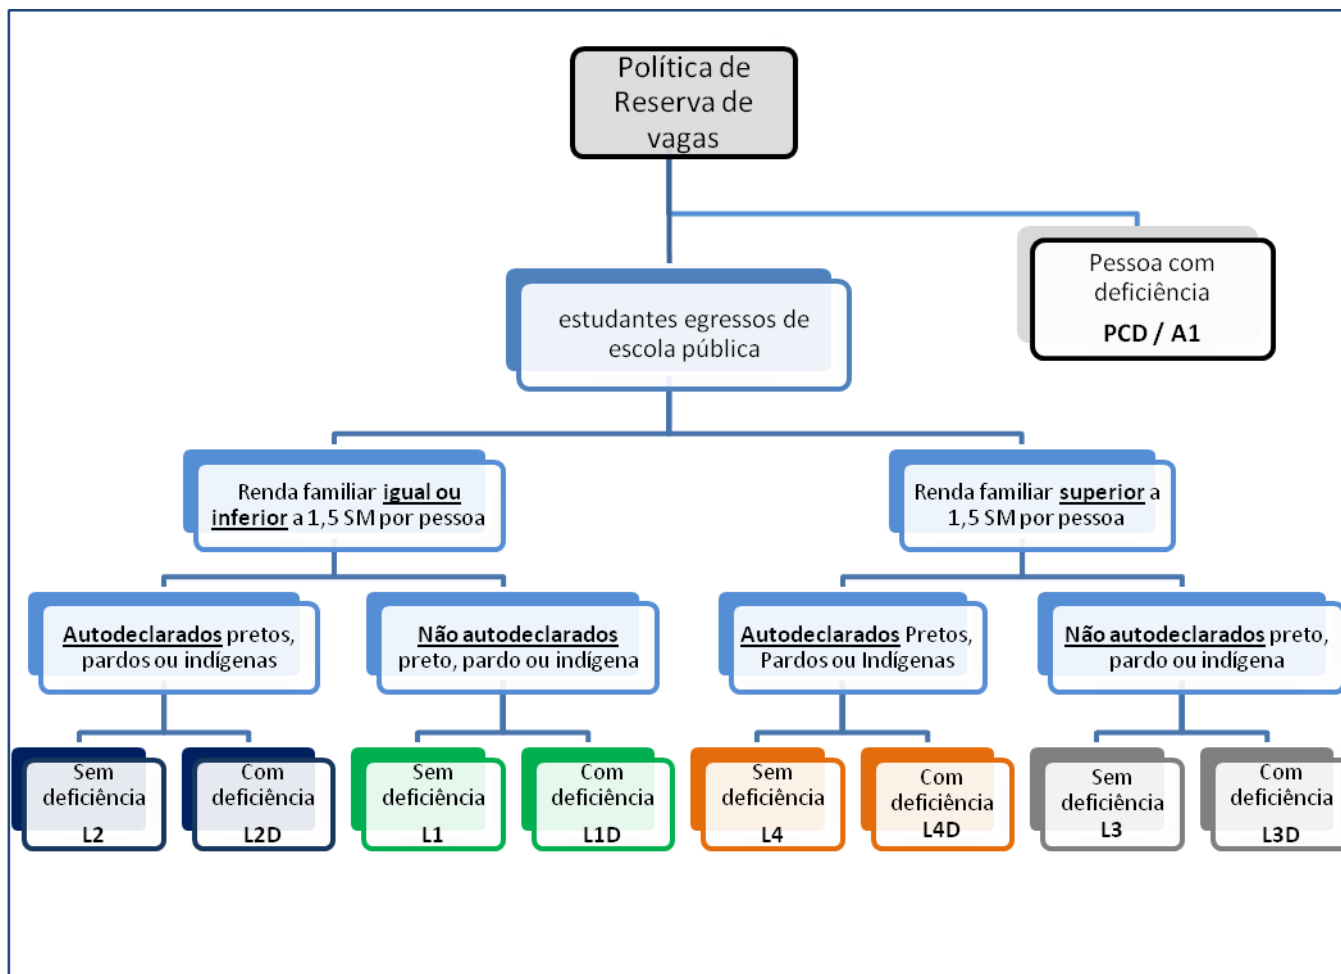 Política de
Reserva de
vagas
Pessoa com
deficiência
PCD / A1
estudantes egressos de
escola pública
Renda familiar igual ou
inferior a 1,5 SM por pessoa
Renda familiar superior a
1,5 SM por pessoa
Autodeclarados pretos,
pardos ou indígenas
Não autodeclarados
preto, pardo ou indígena
Autodeclarados Pretos,
Pardos ou Indígenas
Não autodeclarados preto,
pardo ou indígena
Sem
deficiência
L2
Com
deficiência
L2D
Sem
deficiência
L1
Com
deficiência
L1D
Sem
deficiência
L4
Com
deficiência
L4D
Sem
deficiência
L3
Com
deficiência
L3D